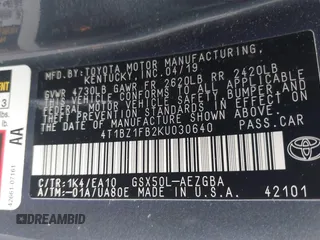 MFD. BY: TOYOTA MOTOR MANUFACTURING,
KENTUCKY, INC. 04/19
GVWR 4730LB GAWR FR 2620LB RR 2420LB
THIS VEHICLE CONFORMS TO ALL APPLICABLE
FEDERAL MOTOR VEHICLE SAFETY, BUMPER, AND
THEFT PREVENTION STANDARDS IN EFFECT ON
THE DATE OF MANUFACTURE SHOWN ABOVE.
4T1BZ1FB2KU030640 PASS.CAR
C/TR:1K4/EA10 GSX50L-AEZGBA
A/TM:-01A/UA80E MADE IN U.S.A.
42101
TOYOTA
AA